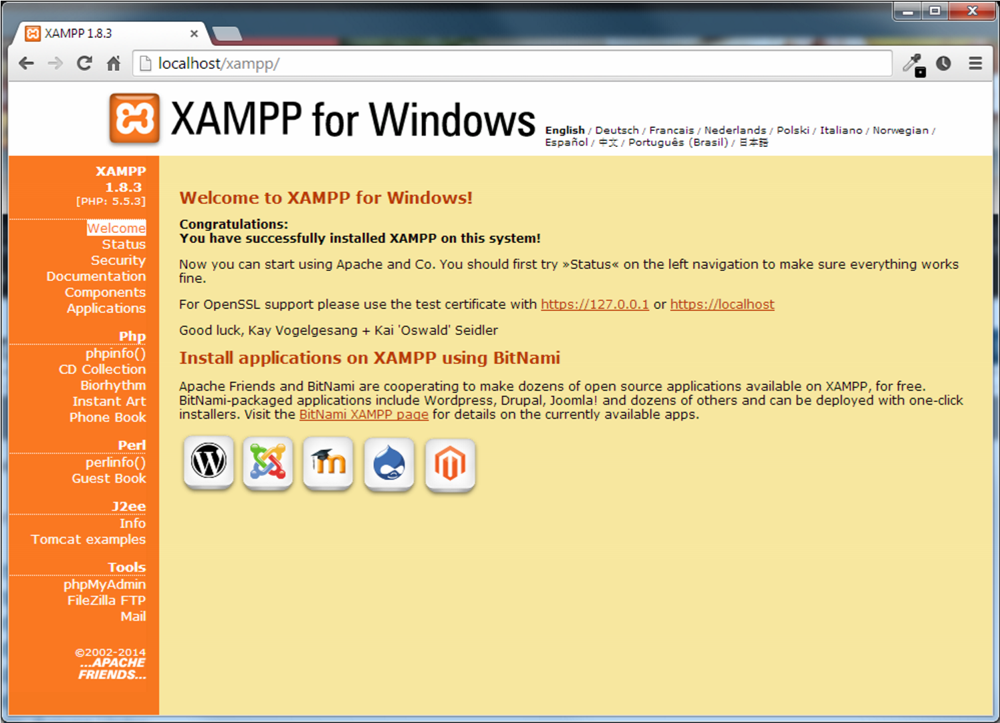 XAMPP 1.8.3
localhost/xampp/
XAMPP for Windows
English / Deutsch / Francais / Nederlands / Polski / Italiano / Norwegian /
Español / 中文 / Português (Brasil) / 日本語
XAMPP
1.8.3
[PHP: 5.5.3]
Welcome
Status
Security
Documentation
Components
Applications
Php
phpinfo()
CD Collection
Biorhythm
Instant Art
Phone Book
Perl
perlinfo()
Guest Book
J2ee
Info
Tomcat examples
Tools
phpMyAdmin
FileZilla FTP
Mail
©2002-2014
...APACHE
FRIENDS...
Welcome to XAMPP for Windows!
Congratulations:
You have successfully installed XAMPP on this system!
Now you can start using Apache and Co. You should first try »Status« on the left navigation to make sure everything works
fine.
For OpenSSL support please use the test certificate with https://127.0.0.1 or https://localhost
Good luck, Kay Vogelgesang + Kai 'Oswald' Seidler
Install applications on XAMPP using BitNami
Apache Friends and BitNami are cooperating to make dozens of open source applications available on XAMPP, for free.
BitNami-packaged applications include Wordpress, Drupal, Joomla! and dozens of others and can be deployed with one-click
installers. Visit the BitNami XAMPP page for details on the currently available apps.